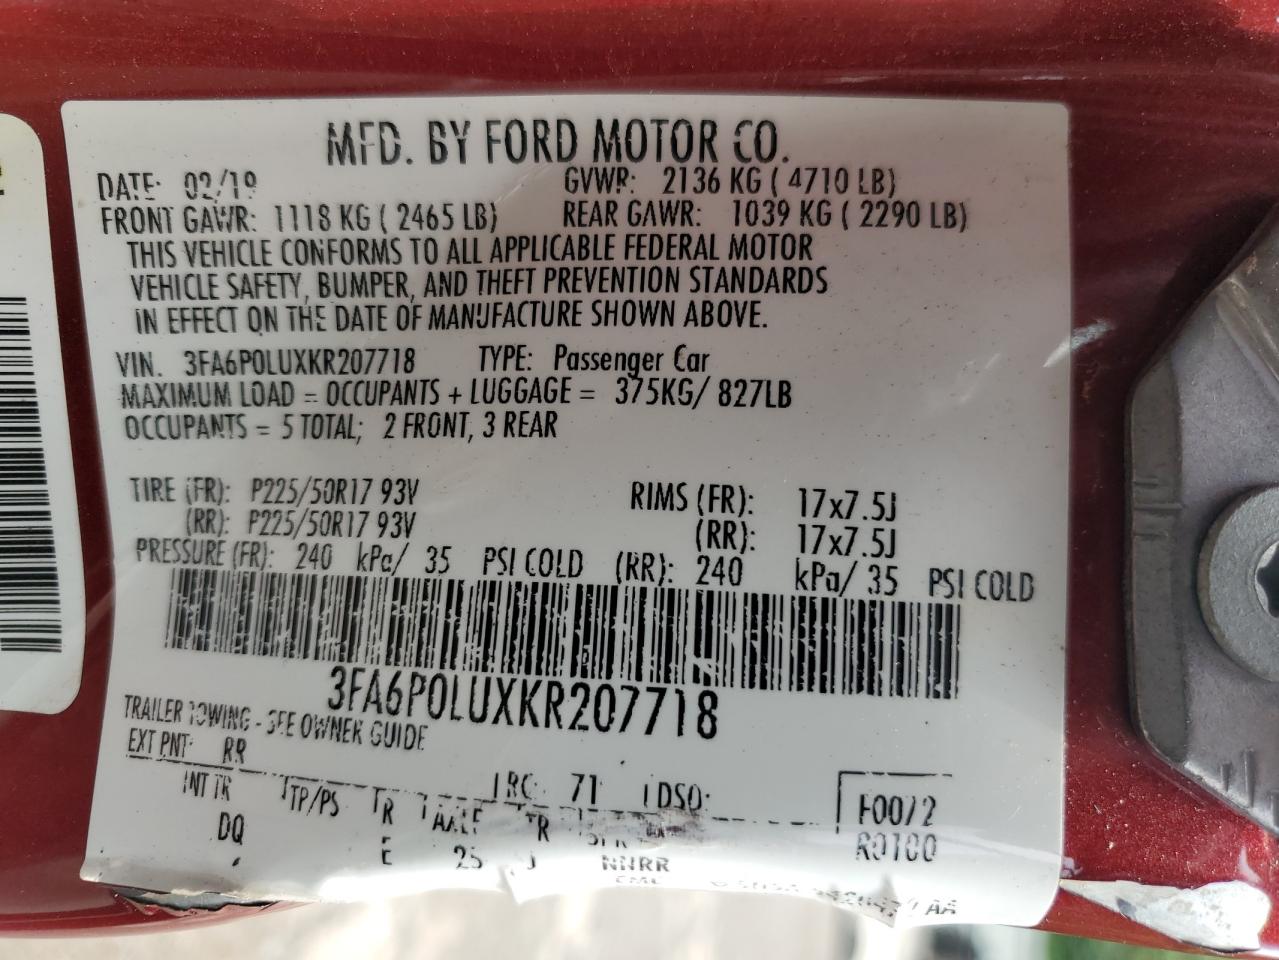 MFD. BY FORD MOTOR CO.
DATE: 02/19 GVWR: 2136 KG ( 4710 LB)
FRONT GAWR: 1118 KG ( 2465 LB) REAR GAWR: 1039 KG ( 2290 LB)
THIS VEHICLE CONFORMS TO ALL APPLICABLE FEDERAL MOTOR
VEHICLE SAFETY, BUMPER, AND THEFT PREVENTION STANDARDS
IN EFFECT ON THE DATE OF MANUFACTURE SHOWN ABOVE.
VIN. 3FA6P0LUXKR207718 TYPE: Passenger Car
MAXIMUM LOAD = OCCUPANTS + LUGGAGE = 375KG/ 827LB
OCCUPANTS = 5 TOTAL; 2 FRONT, 3 REAR
TIRE (FR): P225/50R17 93V RIMS (FR): 17x7.5J
(RR): P225/50R17 93V (RR): 17x7.5J
PRESSURE (FR): 240 kPa/ 35 PSI COLD (RR): 240 kPa/ 35 PSI COLD
3FA6P0LUXKR207718
TRAILER TOWING - SEE OWNER GUIDE
EXT PNT: RR RC: 71 DSO:
INT TR TP/PS R AXLE TR SPR F0072
DQ E 25 J NNRR R0100